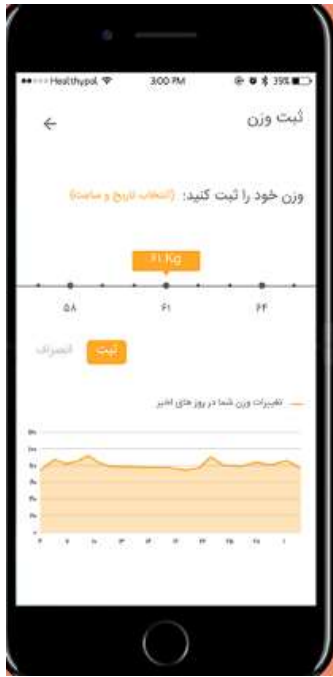 Healthypol 3:00 PM 39%
ثبت وزن
وزن خود را ثبت کنید: (انتخاب تاریخ و ساعت)
۶۱ Kg
۵۸ ۶۱ ۶۴
ثبت انصراف
تغییرات وزن شما در روز های اخیر